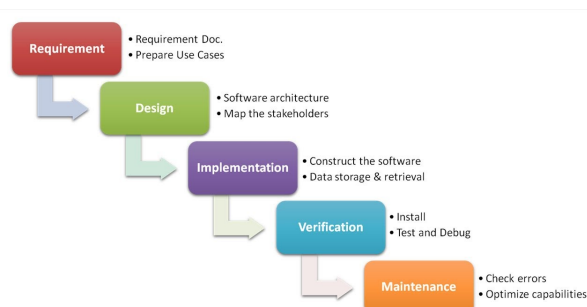 Requirement
• Requirement Doc.
• Prepare Use Cases
Design
• Software architecture
• Map the stakeholders
Implementation
• Construct the software
• Data storage & retrieval
Verification
• Install
• Test and Debug
Maintenance
• Check errors
• Optimize capabilities